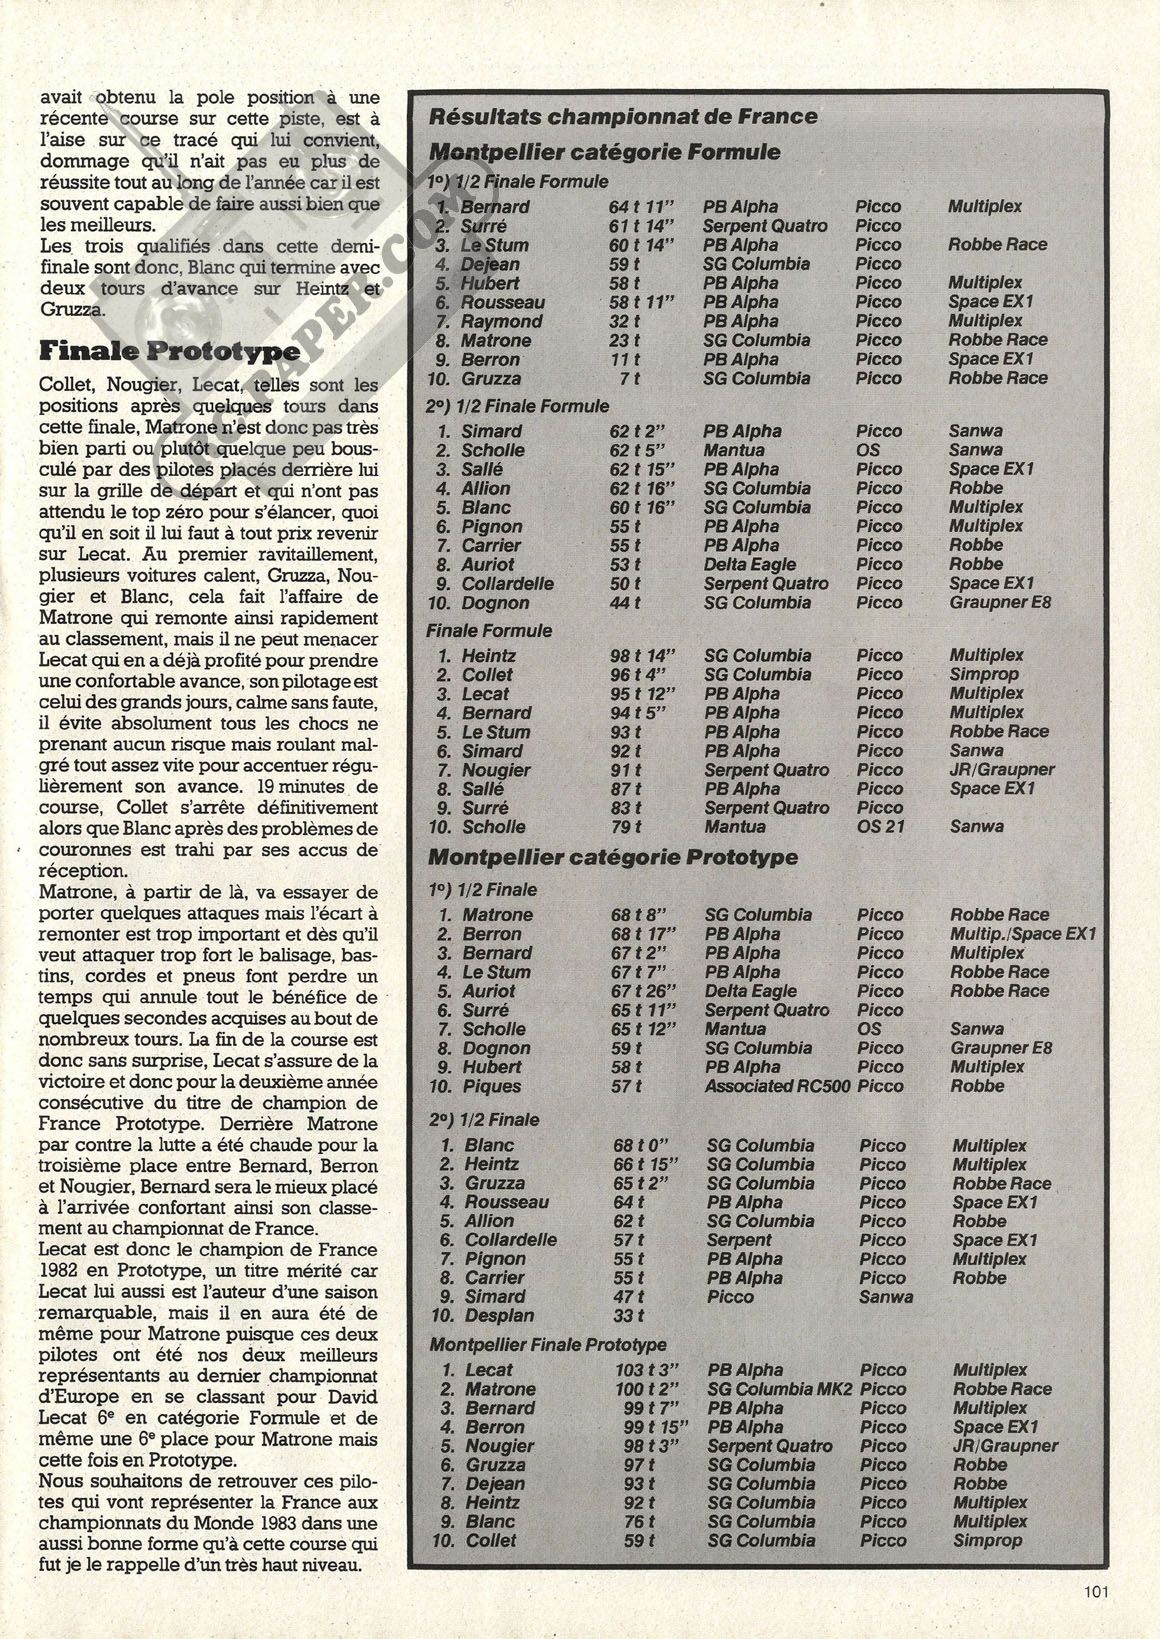 avait obtenu la pole position à une
récente course sur cette piste, est à
l'aise sur ce tracé qui lui convient,
dommage qu'il n'ait pas eu plus de
réussite tout au long de l'année car il est
souvent capable de faire aussi bien que
les meilleurs.
Les trois qualifiés dans cette demi-
finale sont donc, Blanc qui termine avec
deux tours d'avance sur Heintz et
Gruzza.
Finale Prototype
Collet, Nougier, Lecat, telles sont les
positions après quelques tours dans
cette finale, Matrone n'est donc pas très
bien parti ou plutôt quelque peu bous-
culé par des pilotes placés derrière lui
sur la grille de départ et qui n'ont pas
attendu le top zéro pour s'élancer, quoi
qu'il en soit il lui faut à tout prix revenir
sur Lecat. Au premier ravitaillement,
plusieurs voitures calent, Gruzza, Nou-
gier et Blanc, cela fait l'affaire de
Matrone qui remonte ainsi rapidement
au classement, mais il ne peut menacer
Lecat qui en a déjà profité pour prendre
une confortable avance, son pilotage est
celui des grands jours, calme sans faute,
il évite absolument tous les chocs ne
prenant aucun risque mais roulant mal-
gré tout assez vite pour accentuer régu-
lièrement son avance. 19 minutes de
course, Collet s'arrête définitivement
alors que Blanc après des problèmes de
couronnes est trahi par ses accus de
réception.
Matrone, à partir de là, va essayer de
porter quelques attaques mais l'écart à
remonter est trop important et dès qu'il
veut attaquer trop fort le balisage, bas-
tins, cordes et pneus font perdre un
temps qui annule tout le bénéfice de
quelques secondes acquises au bout de
nombreux tours. La fin de la course est
donc sans surprise, Lecat s'assure de la
victoire et donc pour la deuxième année
consécutive du titre de champion de
France Prototype. Derrière Matrone
par contre la lutte a été chaude pour la
troisième place entre Bernard, Berron
et Nougier, Bernard sera le mieux placé
à l'arrivée confortant ainsi son classe-
ment au championnat de France.
Lecat est donc le champion de France
1982 en Prototype, un titre mérité car
Lecat lui aussi est l'auteur d'une saison
remarquable, mais il en aura été de
même pour Matrone puisque ces deux
pilotes ont été nos deux meilleurs
représentants au dernier championnat
d'Europe en se classant pour David
Lecat 6e en catégorie Formule et de
même une 6e place pour Matrone mais
cette fois en Prototype.
Nous souhaitons de retrouver ces pilo-
tes qui vont représenter la France aux
championnats du Monde 1983 dans une
aussi bonne forme qu'à cette course qui
fut je le rappelle d'un très haut niveau.
Résultats championnat de France
Montpellier catégorie Formule
1º) 1/2 Finale Formule
1. Bernard 64 t 11" PB Alpha Picco Multiplex
2. Surré 61 t 14" Serpent Quatro Picco
3. Le Stum 60 t 14" PB Alpha Picco Robbe Race
4. Dejean 59 t SG Columbia Picco
5. Hubert 58 t PB Alpha Picco Multiplex
6. Rousseau 58 t 11" PB Alpha Picco Space EX1
7. Raymond 32 t PB Alpha Picco Multiplex
8. Matrone 23 t SG Columbia Picco Robbe Race
9. Berron 11 t PB Alpha Picco Space EX1
10. Gruzza 7 t SG Columbia Picco Robbe Race
2º) 1/2 Finale Formule
1. Simard 62 t 2" PB Alpha Picco Sanwa
2. Scholle 62 t 5" Mantua OS Sanwa
3. Sallé 62 t 15" PB Alpha Picco Space EX1
4. Allion 62 t 16" SG Columbia Picco Robbe
5. Blanc 60 t 16" SG Columbia Picco Multiplex
6. Pignon 55 t PB Alpha Picco Multiplex
7. Carrier 55 t PB Alpha Picco Robbe
8. Auriot 53 t Delta Eagle Picco Robbe
9. Collardelle 50 t Serpent Quatro Picco Space EX1
10. Dognon 44 t SG Columbia Picco Graupner E8
Finale Formule
1. Heintz 98 t 14" SG Columbia Picco Multiplex
2. Collet 96 t 4" SG Columbia Picco Simprop
3. Lecat 95 t 12" PB Alpha Picco Multiplex
4. Bernard 94 t 5" PB Alpha Picco Multiplex
5. Le Stum 93 t PB Alpha Picco Robbe Race
6. Simard 92 t PB Alpha Picco Sanwa
7. Nougier 91 t Serpent Quatro Picco JR/Graupner
8. Sallé 87 t PB Alpha Picco Space EX1
9. Surré 83 t Serpent Quatro Picco
10. Scholle 79 t Mantua OS 21 Sanwa
Montpellier catégorie Prototype
1º) 1/2 Finale
1. Matrone 68 t 8" SG Columbia Picco Robbe Race
2. Berron 68 t 17" PB Alpha Picco Multip./Space EX1
3. Bernard 67 t 2" PB Alpha Picco Multiplex
4. Le Stum 67 t 7" PB Alpha Picco Robbe Race
5. Auriot 67 t 26" Delta Eagle Picco Robbe Race
6. Surré 65 t 11" Serpent Quatro Picco
7. Scholle 65 t 12" Mantua OS Sanwa
8. Dognon 59 t SG Columbia Picco Graupner E8
9. Hubert 58 t PB Alpha Picco Multiplex
10. Piques 57 t Associated RC500 Picco Robbe
2º) 1/2 Finale
1. Blanc 68 t 0" SG Columbia Picco Multiplex
2. Heintz 66 t 15" SG Columbia Picco Multiplex
3. Gruzza 65 t 2" SG Columbia Picco Robbe Race
4. Rousseau 64 t PB Alpha Picco Space EX1
5. Allion 62 t SG Columbia Picco Robbe
6. Collardelle 57 t Serpent Picco Space EX1
7. Pignon 55 t PB Alpha Picco Multiplex
8. Carrier 55 t PB Alpha Picco Robbe
9. Simard 47 t Picco Sanwa
10. Desplan 33 t
Montpellier Finale Prototype
1. Lecat 103 t 3" PB Alpha Picco Multiplex
2. Matrone 100 t 2" SG Columbia MK2 Picco Robbe Race
3. Bernard 99 t 7" PB Alpha Picco Multiplex
4. Berron 99 t 15" PB Alpha Picco Space EX1
5. Nougier 98 t 3" Serpent Quatro Picco JR/Graupner
6. Gruzza 97 t SG Columbia Picco Robbe
7. Dejean 93 t SG Columbia Picco Robbe
8. Heintz 92 t SG Columbia Picco Multiplex
9. Blanc 76 t SG Columbia Picco Multiplex
10. Collet 59 t SG Columbia Picco Simprop
101
RCPAPER.COM